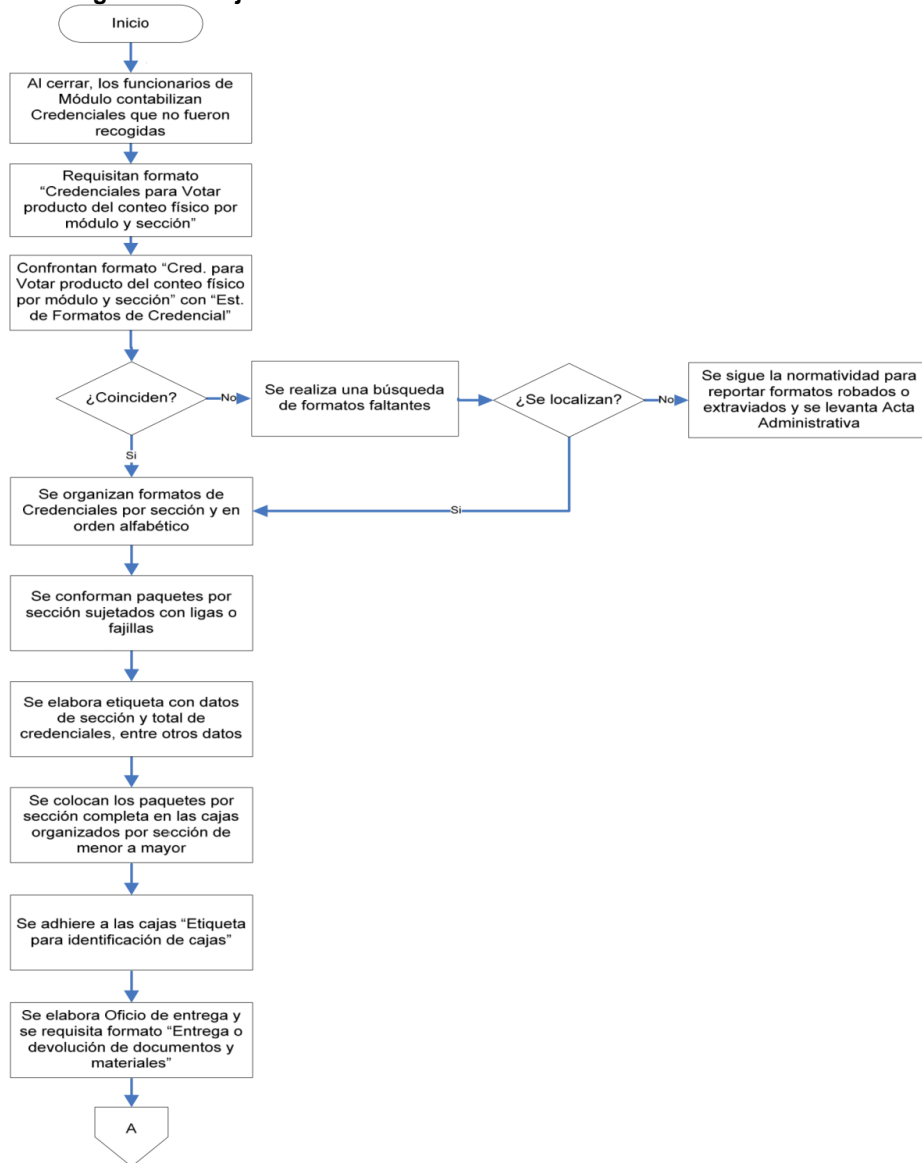 Inicio
Al cerrar, los funcionarios de
Módulo contabilizan
Credenciales que no fueron
recogidas
Requisitan formato
“Credenciales para Votar
producto del conteo físico por
módulo y sección”
Confrontan formato “Cred. para
Votar producto del conteo físico
por módulo y sección” con “Est.
de Formatos de Credencial”
¿Coinciden?
No
Se realiza una búsqueda
de formatos faltantes
¿Se localizan?
No
Se sigue la normatividad para
reportar formatos robados o
extraviados y se levanta Acta
Administrativa
Si
Si
Se organizan formatos de
Credenciales por sección y en
orden alfabético
Se conforman paquetes por
sección sujetados con ligas o
fajillas
Se elabora etiqueta con datos
de sección y total de
credenciales, entre otros datos
Se colocan los paquetes por
sección completa en las cajas
organizados por sección de
menor a mayor
Se adhiere a las cajas “Etiqueta
para identificación de cajas”
Se elabora Oficio de entrega y
se requisita formato “Entrega o
devolución de documentos y
materiales”
A